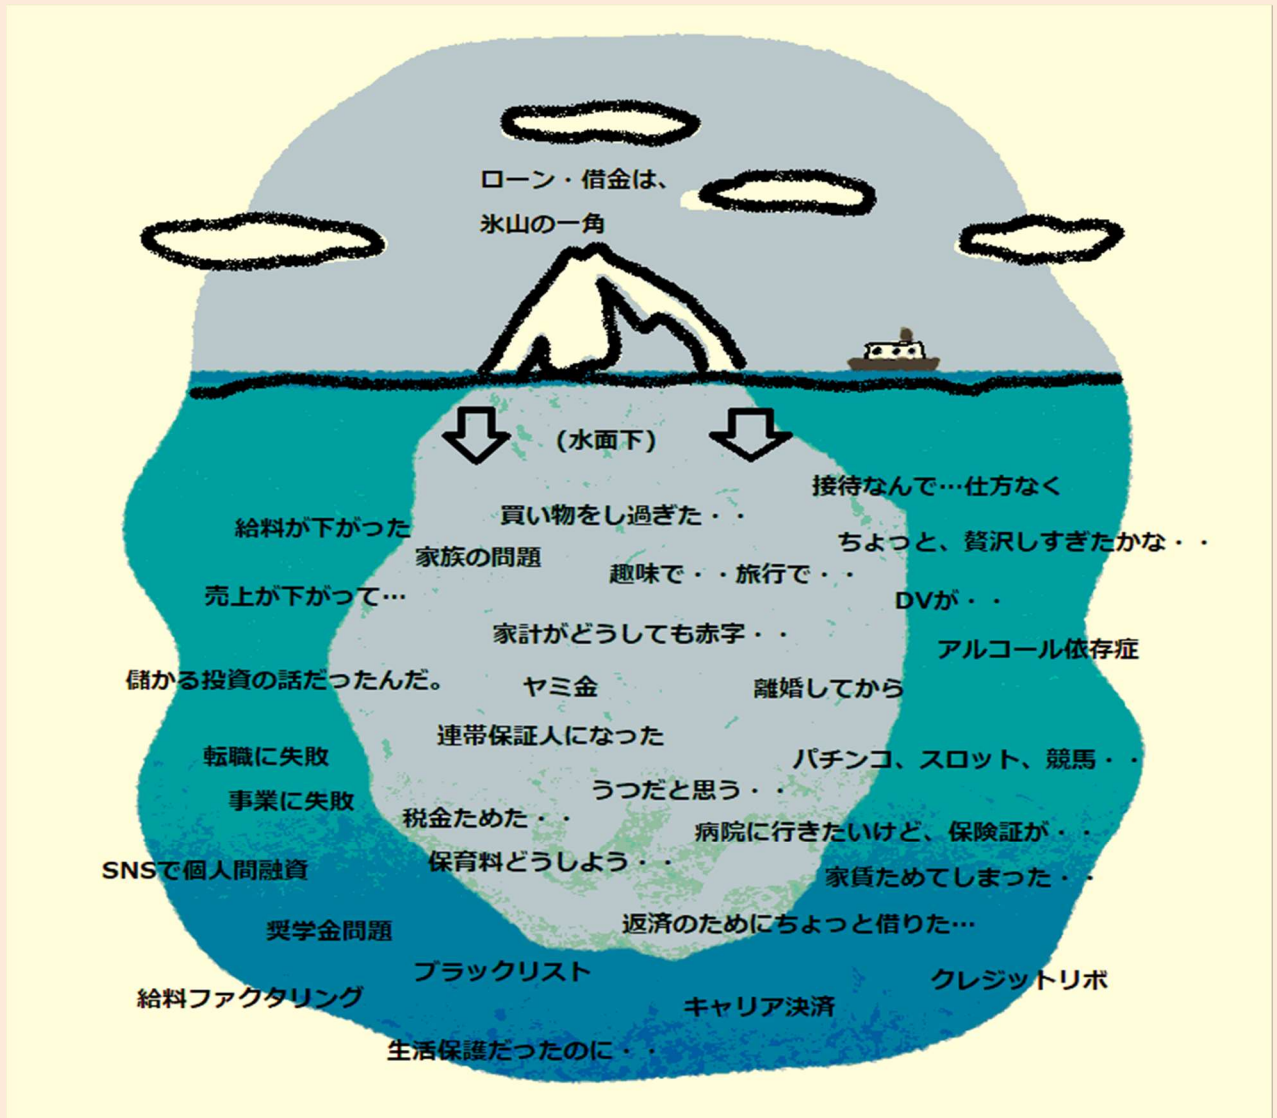 ローン・借金は、
氷山の一角
(水面下)
接待なんで…仕方なく
買い物をし過ぎた・・
給料が下がった
ちょっと、贅沢しすぎたかな・・
家族の問題
趣味で・・旅行で・・
売上が下がって…
DVが・・
家計がどうしても赤字・・
アルコール依存症
儲かる投資の話だったんだ。
ヤミ金
離婚してから
連帯保証人になった
転職に失敗
パチンコ、スロット、競馬・・
うつだと思う・・
事業に失敗
税金ためた・・
病院に行きたいけど、保険証が・・
保育料どうしよう・・
SNSで個人間融資
家賃ためてしまった・・
返済のためにちょっと借りた…
奨学金問題
ブラックリスト
クレジットリボ
給料ファクタリング
キャリア決済
生活保護だったのに・・